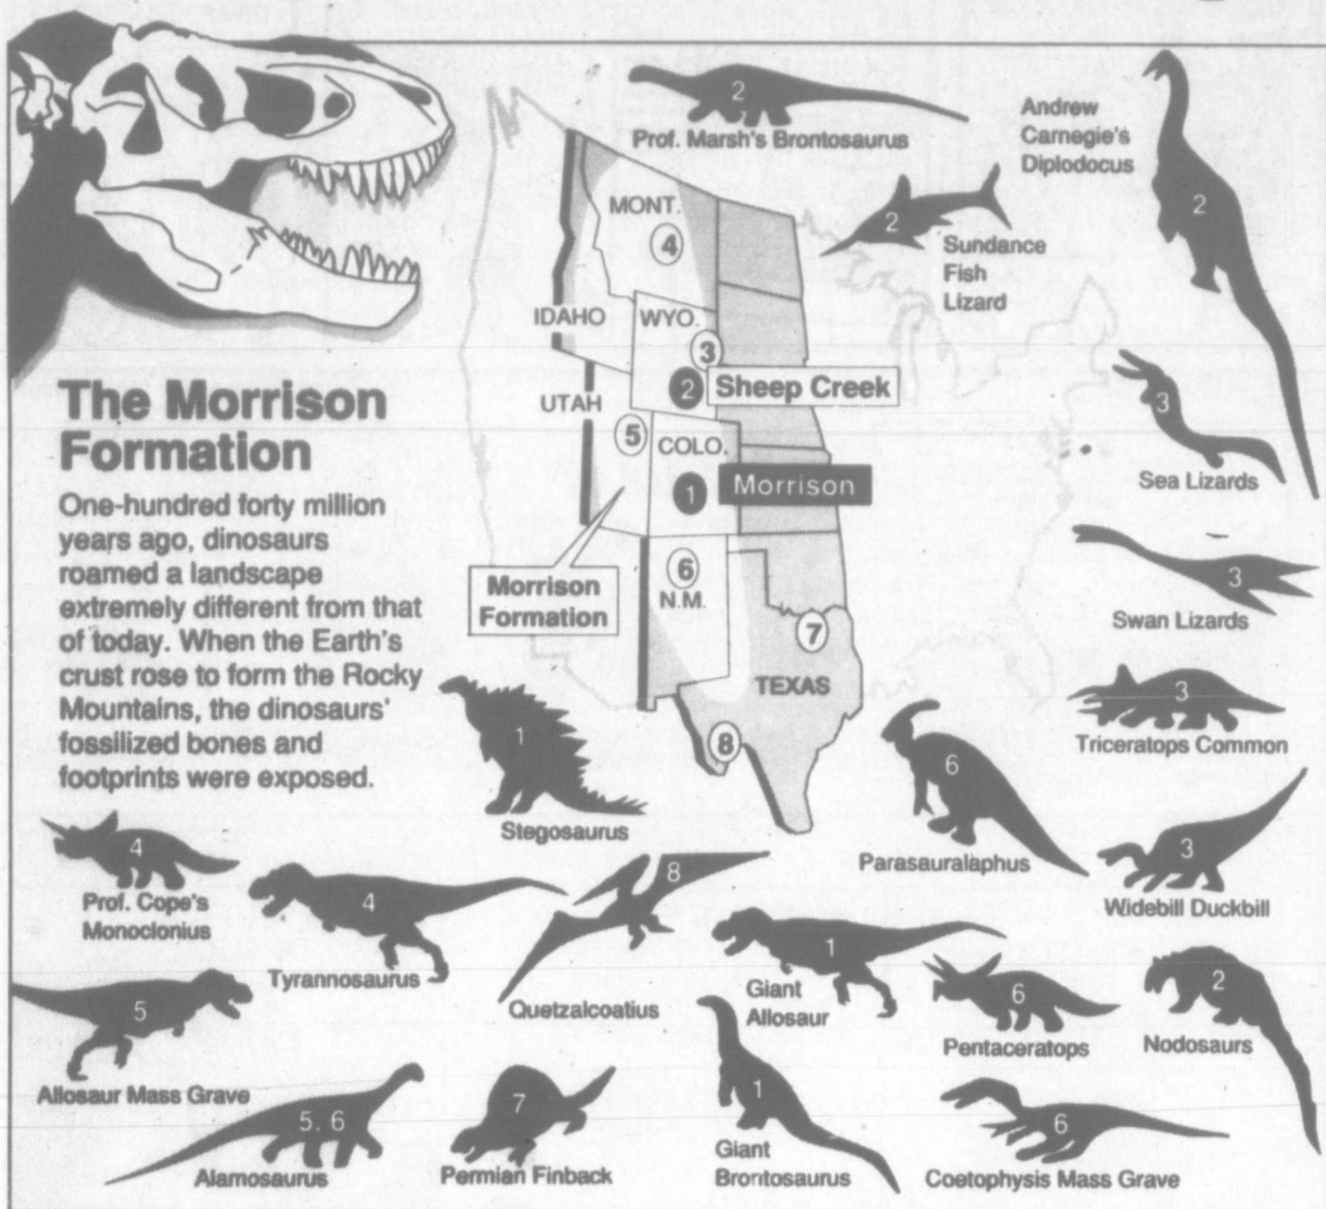 2
Prof. Marsh's Brontosaurus
Andrew
Carnegie's
Diplodocus
2
2
Sundance
Fish
Lizard
MONT.
4
IDAHO
WYO.
3
2
Sheep Creek
UTAH
5
COLO.
1
Morrison
Morrison
Formation
6
N.M.
7
TEXAS
8
The Morrison
Formation
One-hundred forty million
years ago, dinosaurs
roamed a landscape
extremely different from that
of today. When the Earth's
crust rose to form the Rocky
Mountains, the dinosaurs'
fossilized bones and
footprints were exposed.
3
Sea Lizards
3
Swan Lizards
3
Triceratops Common
1
Stegosaurus
6
Parasauralaphus
3
Widebill Duckbill
4
Prof. Cope's
Monoclonius
4
Tyrannosaurus
8
Quetzalcoatius
1
Giant
Allosaur
6
Pentaceratops
2
Nodosaurs
5
Allosaur Mass Grave
5. 6
Alamosaurus
7
Permian Finback
1
Giant
Brontosaurus
6
Coetophysis Mass Grave